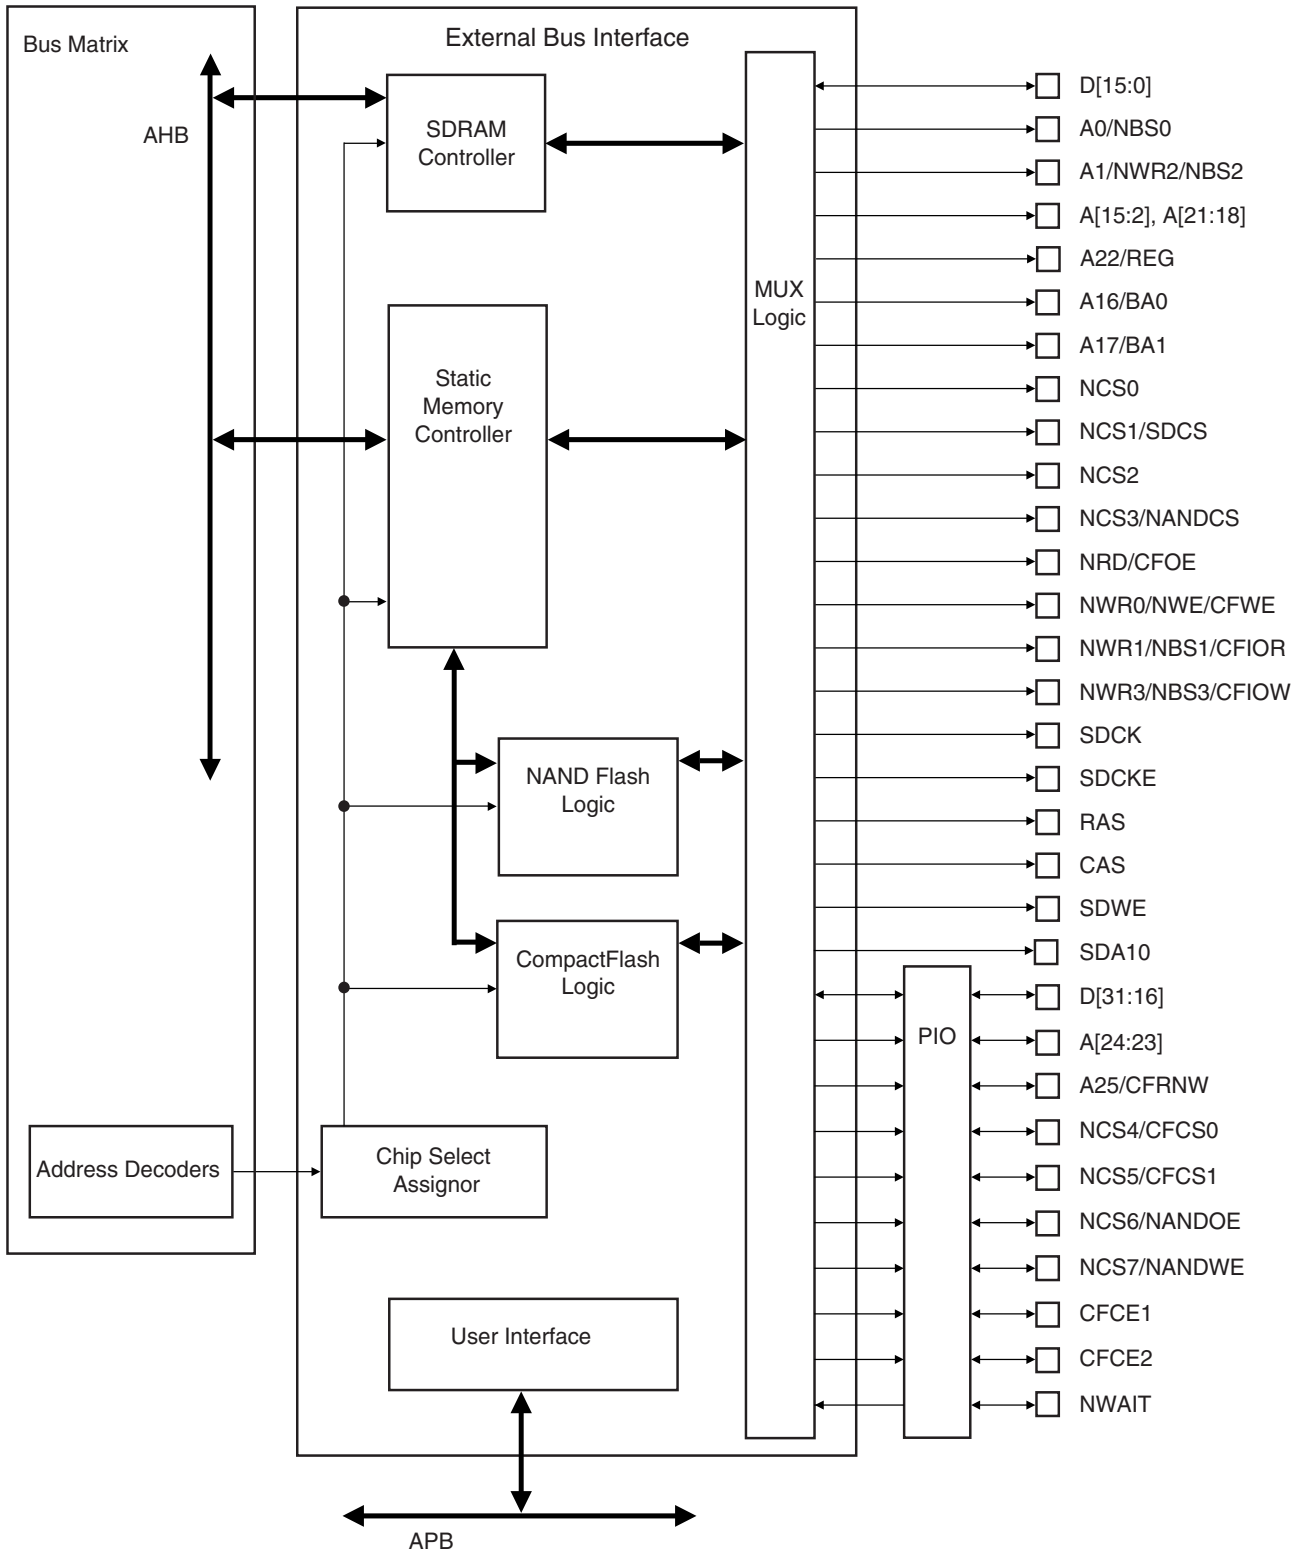 Bus Matrix
External Bus Interface
AHB
SDRAM
Controller
Static
Memory
Controller
NAND Flash
Logic
CompactFlash
Logic
Address Decoders
Chip Select
Assignor
User Interface
APB
MUX
Logic
PIO
D[15:0]
A0/NBS0
A1/NWR2/NBS2
A[15:2], A[21:18]
A22/REG
A16/BA0
A17/BA1
NCS0
NCS1/SDCS
NCS2
NCS3/NANDCS
NRD/CFOE
NWR0/NWE/CFWE
NWR1/NBS1/CFIOR
NWR3/NBS3/CFIOW
SDCK
SDCKE
RAS
CAS
SDWE
SDA10
D[31:16]
A[24:23]
A25/CFRNW
NCS4/CFCS0
NCS5/CFCS1
NCS6/NANDOE
NCS7/NANDWE
CFCE1
CFCE2
NWAIT